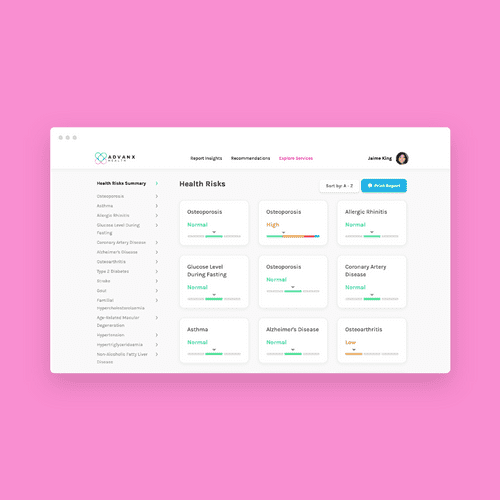 ADVANX
HEALTH
Report Insights
Recommendations
Explore Services
Jaime King
Health Risks Summary
Osteoporosis
Asthma
Allergic Rhinitis
Glucose Level During
Fasting
Coronary Artery Disease
Alzheimer's Disease
Osteoarthritis
Type 2 Diabetes
Stroke
Gout
Familial
Hypercholesterolaemia
Age-Related Macular
Degeneration
Hypertension
Hypertriglyceridaemia
Non-Alcoholic Fatty Liver
Disease
Health Risks
Sort by: A - Z
Print Report
Osteoporosis
Normal
Osteoporosis
High
Allergic Rhinitis
Normal
Glucose Level
During Fasting
Normal
Osteoporosis
Normal
Coronary Artery
Disease
Normal
Asthma
Normal
Alzheimer's Disease
Normal
Osteoarthritis
Low